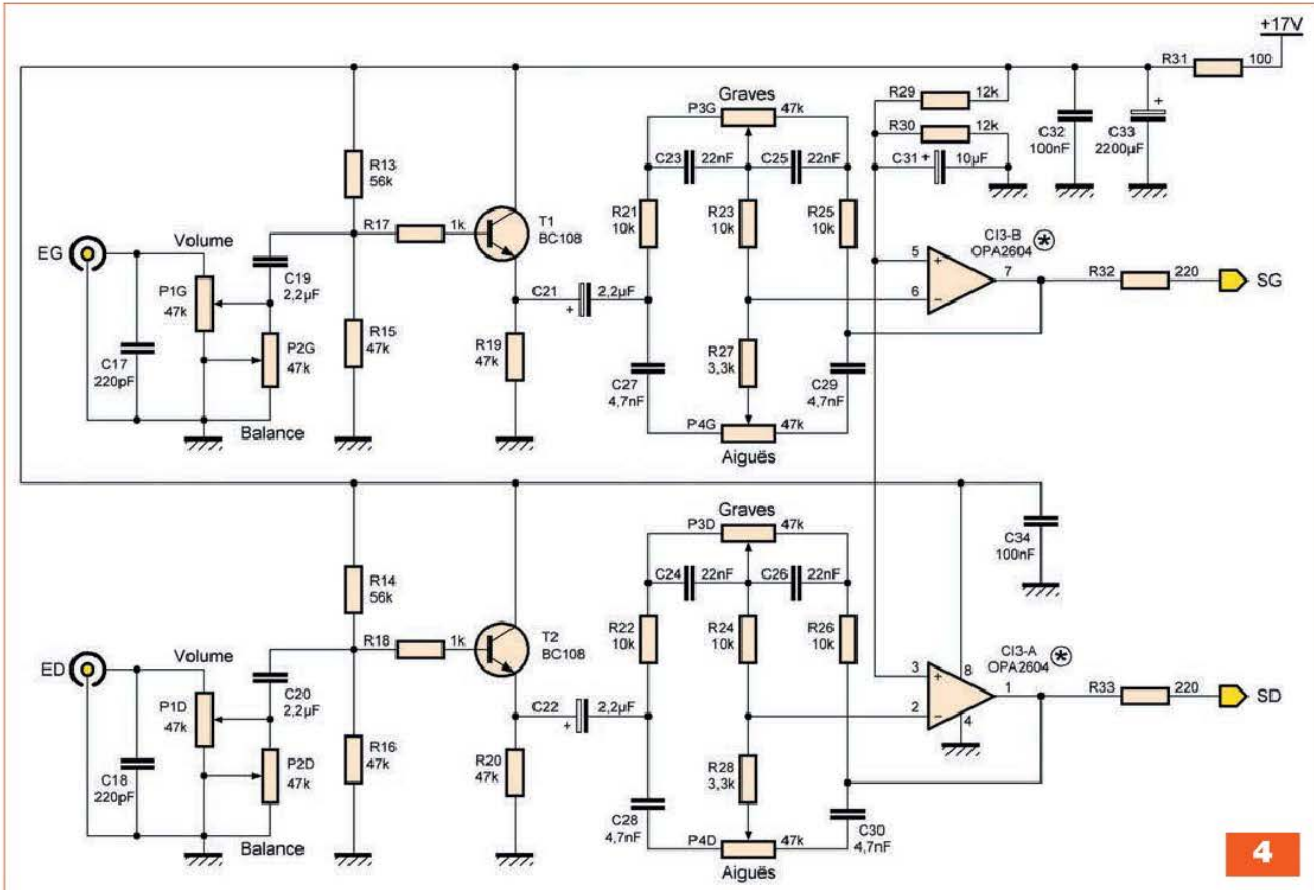 +17V
R31
100
Graves
P3G
47k
R29
12k
R30
12k
C31
+
10µF
C32
100nF
+
C33
2200µF
C23
22nF
C25
22nF
R13
56k
R21
10k
R23
10k
R25
10k
R17
1k
T1
BC108
EG
Volume
P1G
47k
C19
2,2µF
C17
220pF
P2G
47k
Balance
R15
47k
C21
+
2,2µF
R19
47k
C27
4,7nF
R27
3,3k
C29
4,7nF
P4G
47k
Aiguës
5
+
6
−
CI3-B
OPA2604
*
7
R32
220
SG
Graves
P3D
47k
C34
100nF
C24
22nF
C26
22nF
R14
56k
R22
10k
R24
10k
R26
10k
R18
1k
T2
BC108
ED
Volume
P1D
47k
C20
2,2µF
C18
220pF
P2D
47k
Balance
R16
47k
C22
+
2,2µF
R20
47k
C28
4,7nF
R28
3,3k
C30
4,7nF
P4D
47k
Aiguës
3
+
2
−
CI3-A
OPA2604
*
8
4
1
R33
220
SD
4